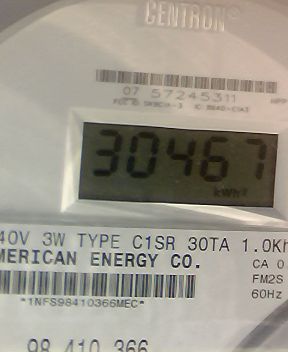 CENTRON®
07 57245311
30467
kWh
40V 3W TYPE C1SR 30TA 1.0Kh
MERICAN ENERGY CO.
CA 0
FM2S
60Hz
*1NFS98410366MEC*
98 410 366